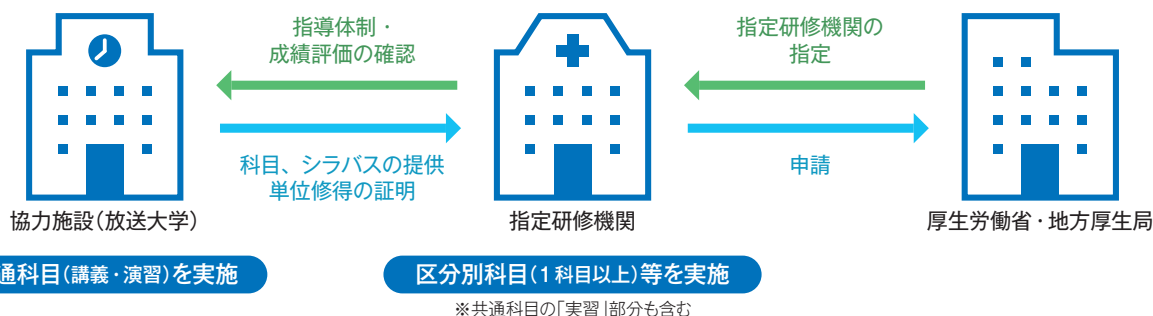 指導体制・
成績評価の確認
指定研修機関の
指定
科目、シラバスの提供
単位修得の証明
申請
協力施設（放送大学）
指定研修機関
厚生労働省・地方厚生局
通科目（講義・演習）を実施
区分別科目（1科目以上）等を実施
※共通科目の「実習」部分も含む